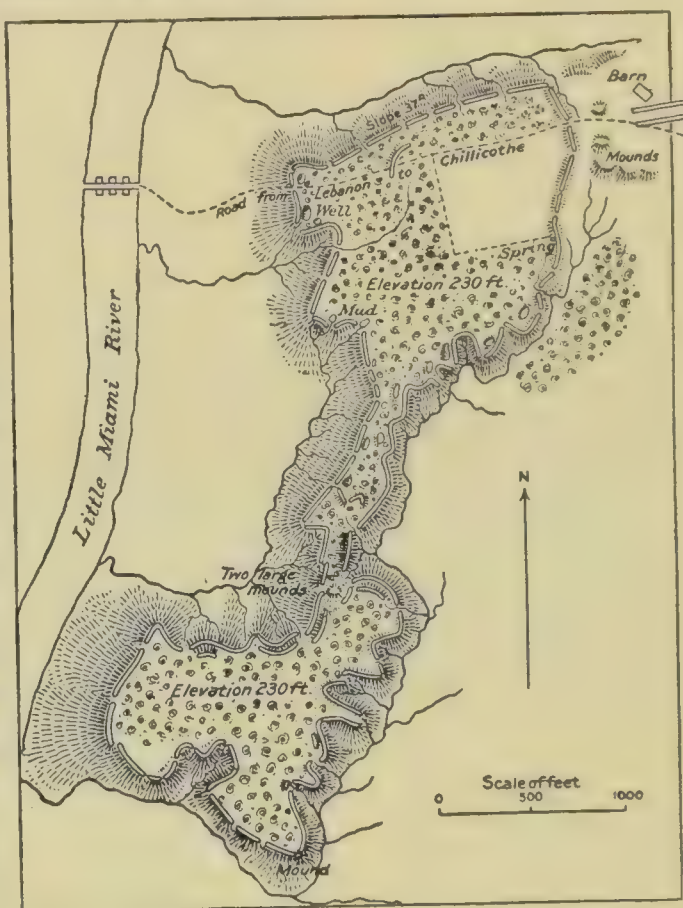 Barn
Slope 37°
Chillicothe
Mounds
Road from
Lebanon
to
Well
Spring
Elevation 230 ft.
Mud
Little Miami River
N
Two large
mounds
Elevation 230 ft.
Scale of feet
0 500 1000
Mound